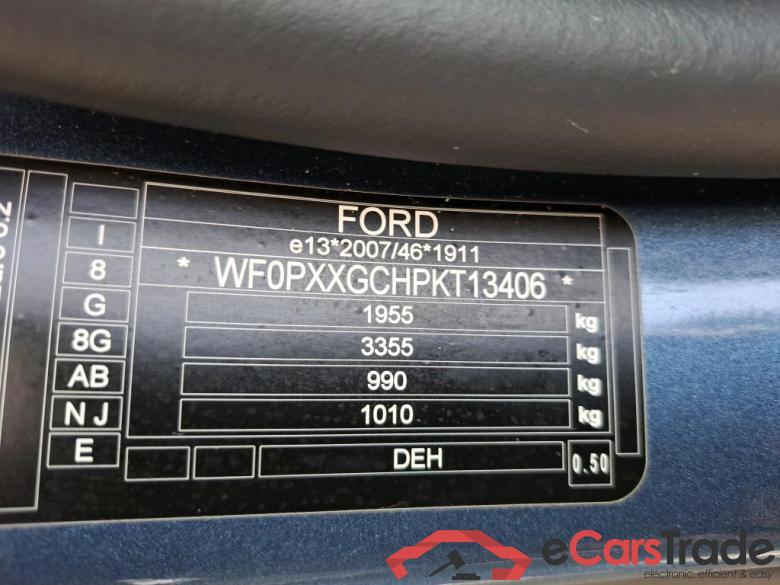 FORD
e13*2007/46*1911
* WF0PXXGCHPKT13406 *
I
8
G
8G
AB
N J
E
1955 kg
3355 kg
990 kg
1010 kg
DEH
0.50
eCarsTrade
electronic, efficient & easy